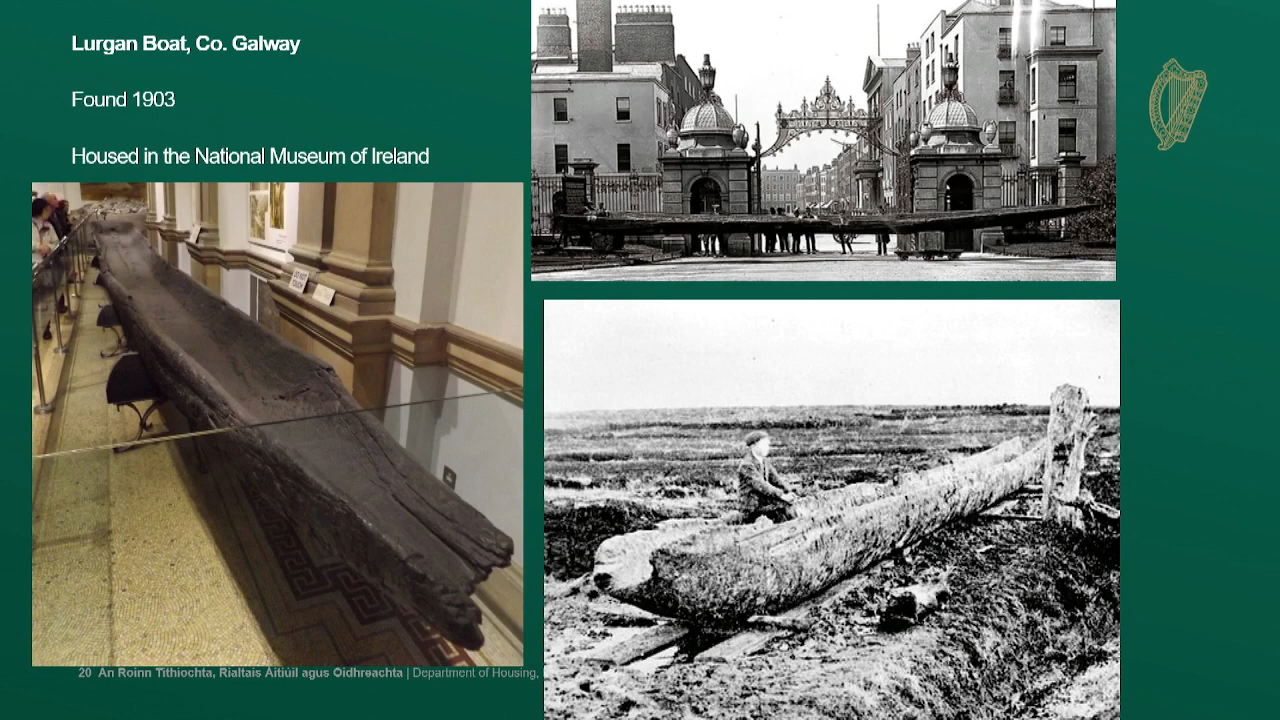 Lurgan Boat, Co. Galway
Found 1903
Housed in the National Museum of Ireland
20 An Roinn Tithíochta, Rialtais Áitiúil agus Oidhreachta | Department of Housing,